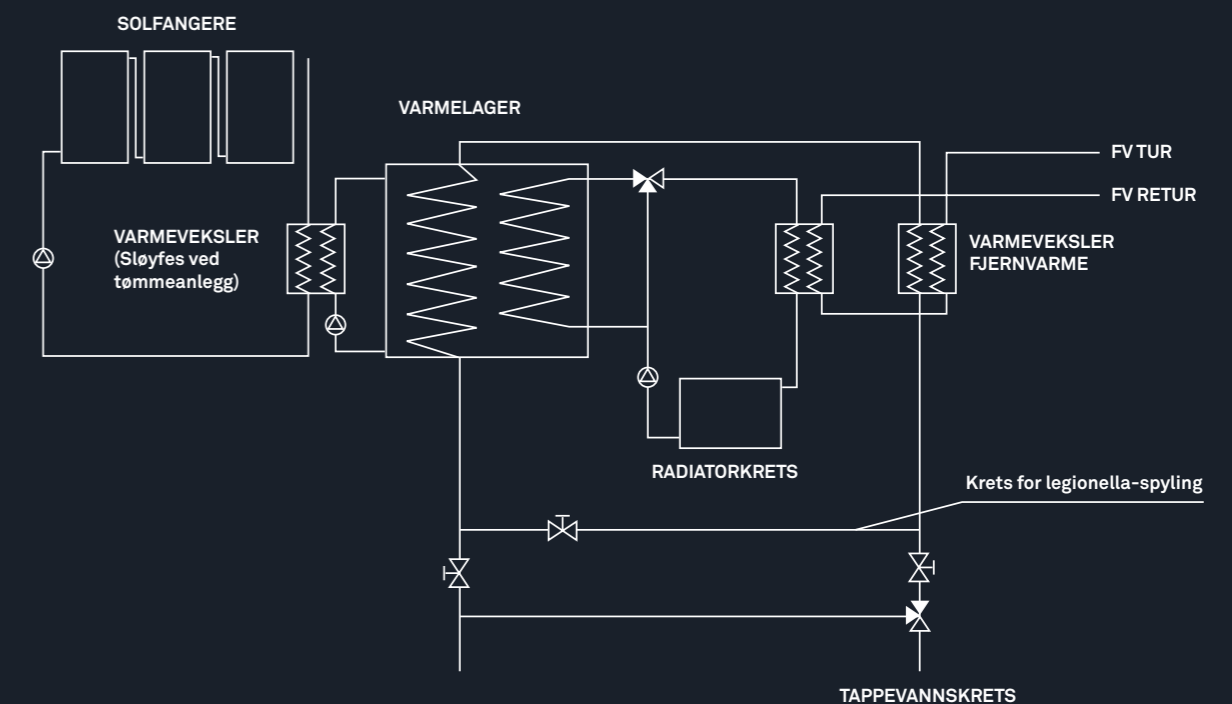 SOLFANGERE
VARMELAGER
FV TUR
FV RETUR
VARMEVEKSLER
(Sløyfes ved
tømmeanlegg)
VARMEVEKSLER
FJERNVARME
RADIATORKRETS
Krets for legionella-spyling
TAPPEVANNSKRETS